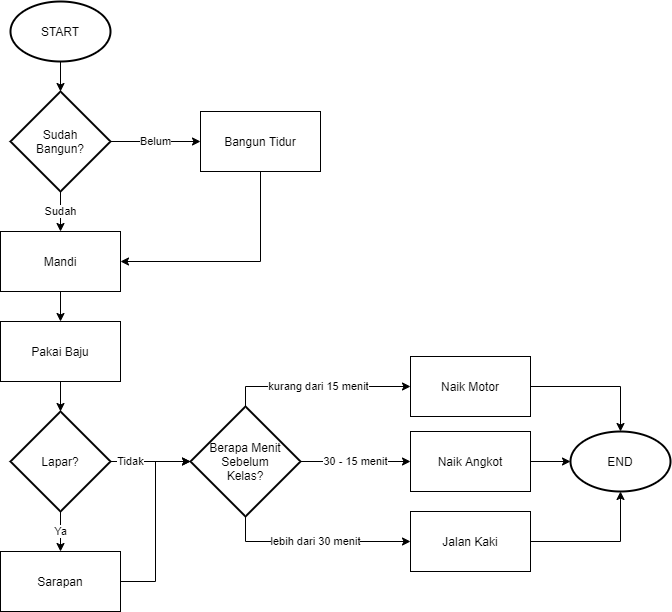 START
Sudah
Bangun?
Belum
Bangun Tidur
Sudah
Mandi
Pakai Baju
Lapar?
Tidak
Ya
Sarapan
Berapa Menit
Sebelum
Kelas?
kurang dari 15 menit
Naik Motor
30 - 15 menit
Naik Angkot
lebih dari 30 menit
Jalan Kaki
END